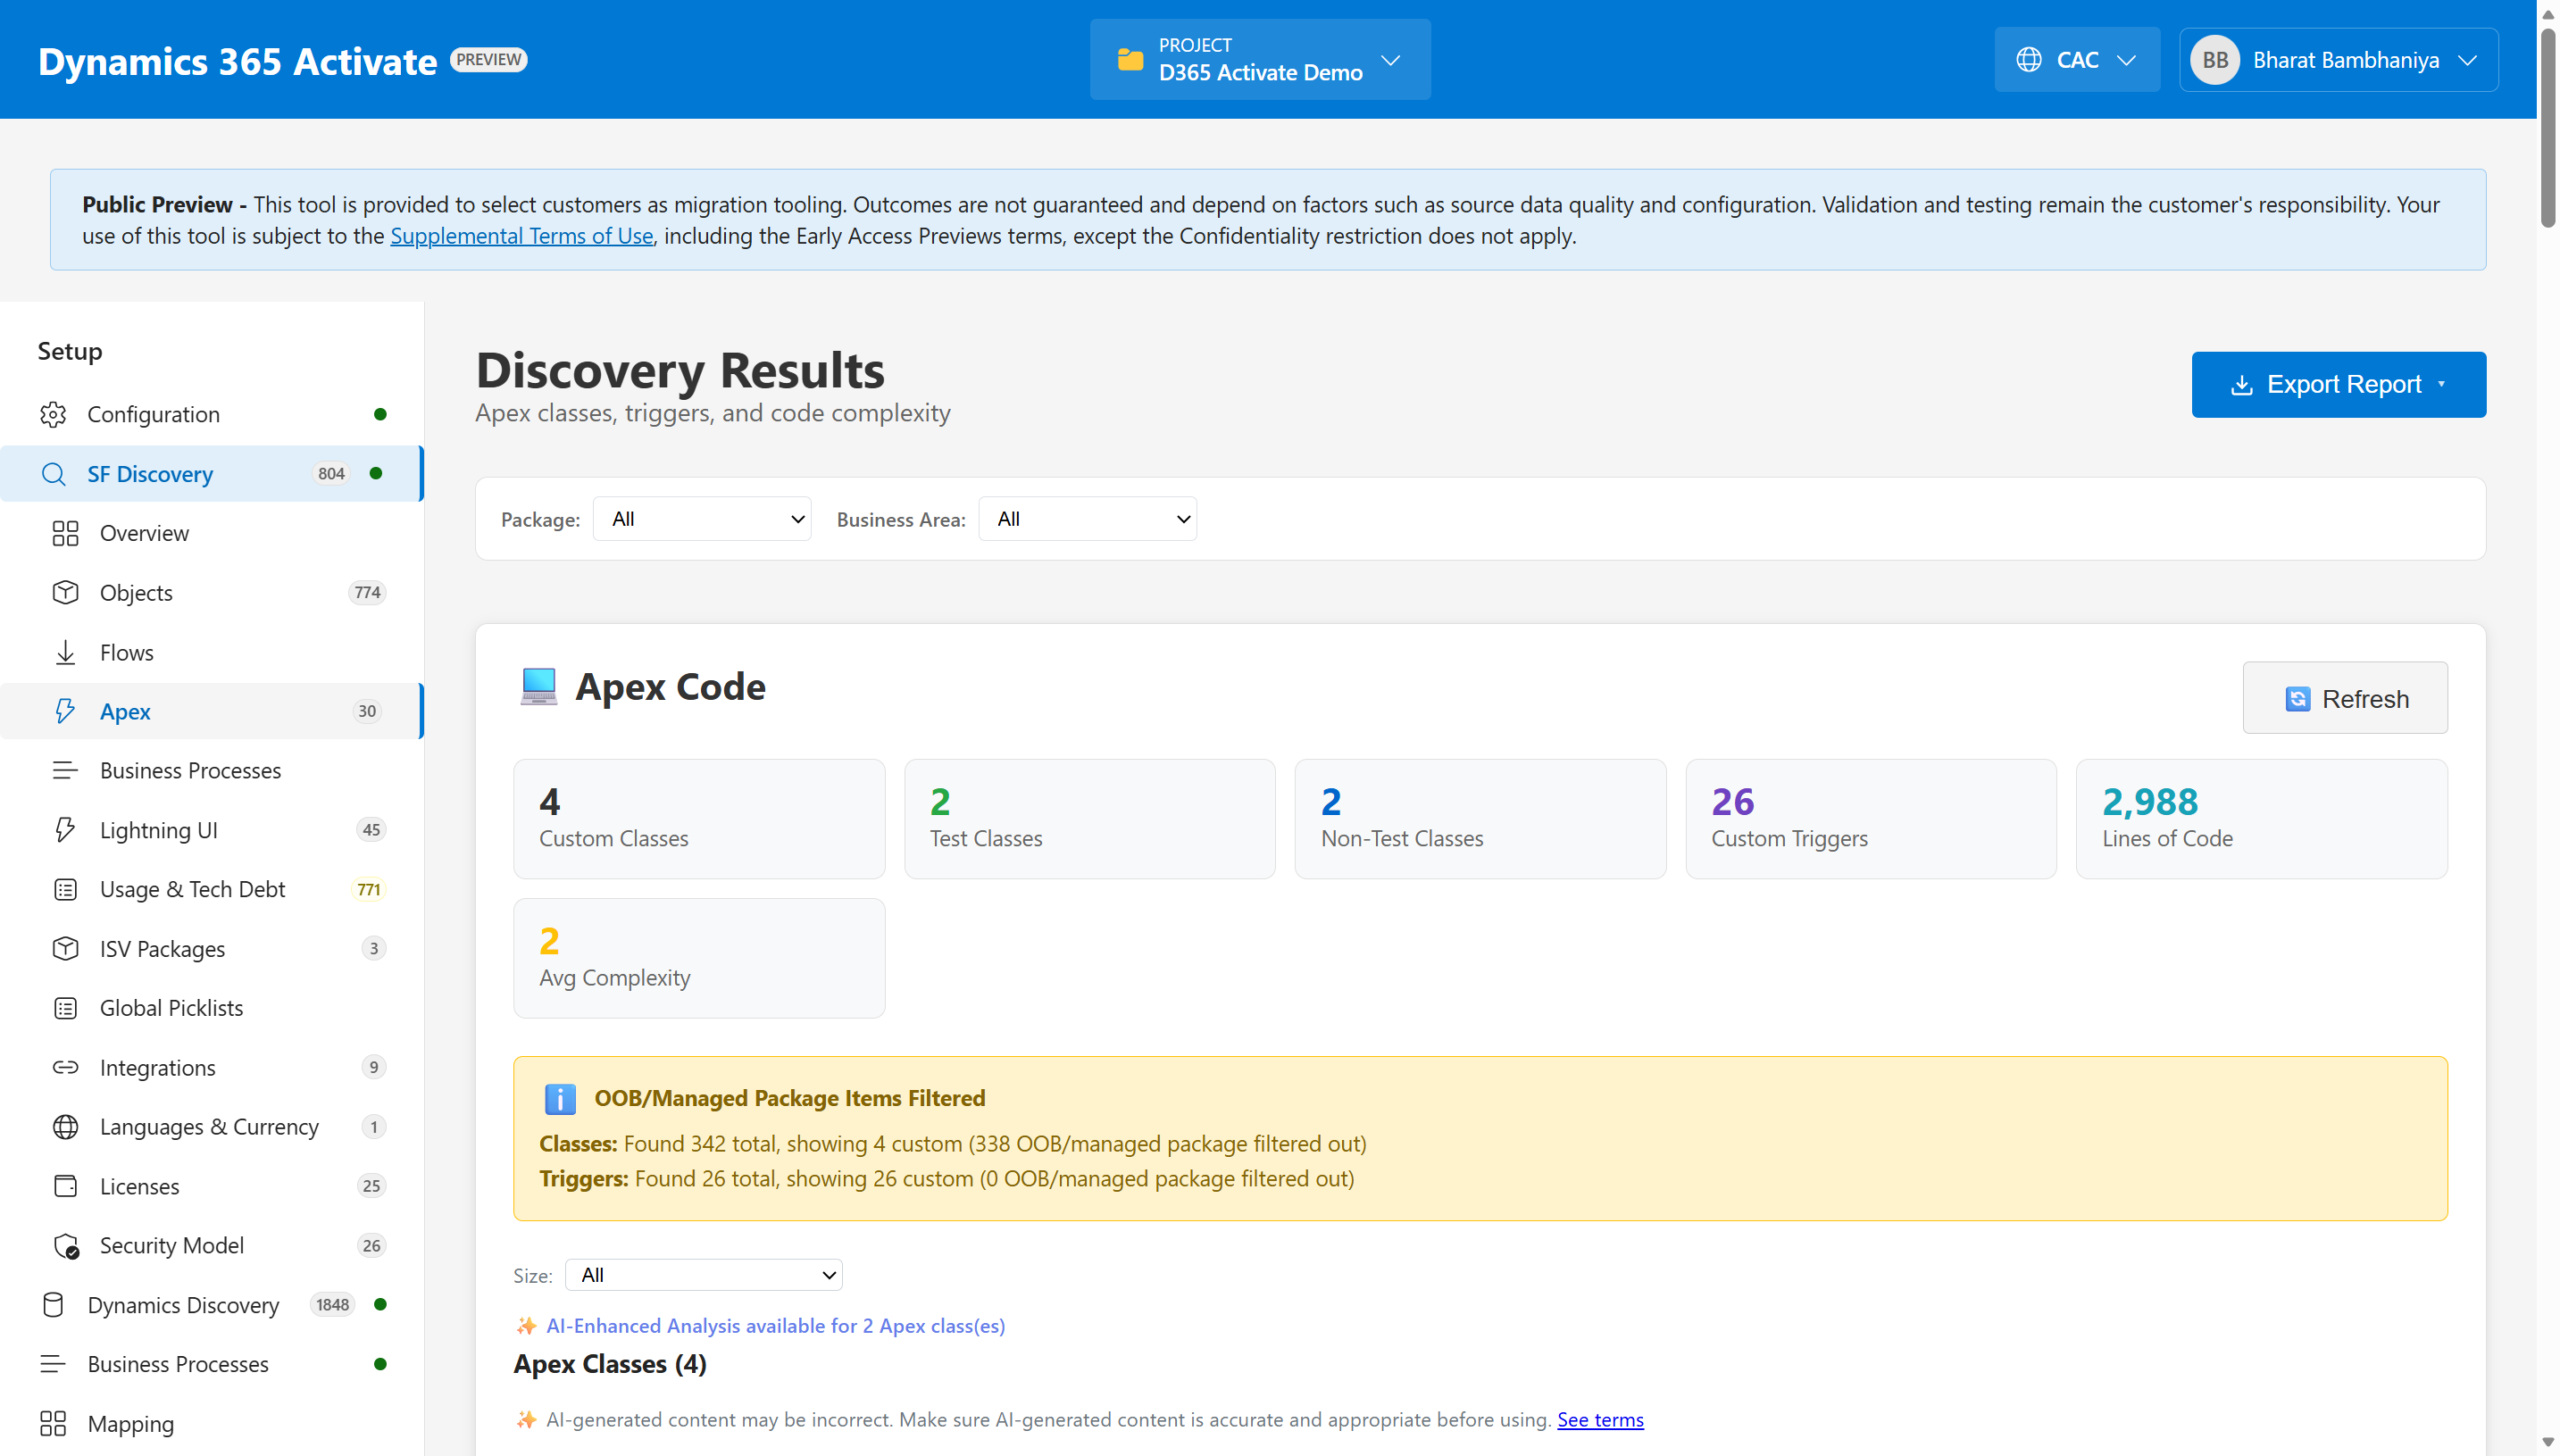 Dynamics 365 Activate PREVIEW
PROJECT
D365 Activate Demo
CAC
BB Bharat Bambhaniya
Public Preview - This tool is provided to select customers as migration tooling. Outcomes are not guaranteed and depend on factors such as source data quality and configuration. Validation and testing remain the customer's responsibility. Your
use of this tool is subject to the Supplemental Terms of Use, including the Early Access Previews terms, except the Confidentiality restriction does not apply.
Setup
Configuration
SF Discovery 804
Overview
Objects 774
Flows
Apex 30
Business Processes
Lightning UI 45
Usage & Tech Debt 771
ISV Packages 3
Global Picklists
Integrations 9
Languages & Currency 1
Licenses 25
Security Model 26
Dynamics Discovery 1848
Business Processes
Mapping
Discovery Results
Apex classes, triggers, and code complexity
Export Report
Package: All Business Area: All
Apex Code
Refresh
4
Custom Classes
2
Test Classes
2
Non-Test Classes
26
Custom Triggers
2,988
Lines of Code
2
Avg Complexity
OOB/Managed Package Items Filtered
Classes: Found 342 total, showing 4 custom (338 OOB/managed package filtered out)
Triggers: Found 26 total, showing 26 custom (0 OOB/managed package filtered out)
Size: All
AI-Enhanced Analysis available for 2 Apex class(es)
Apex Classes (4)
AI-generated content may be incorrect. Make sure AI-generated content is accurate and appropriate before using. See terms